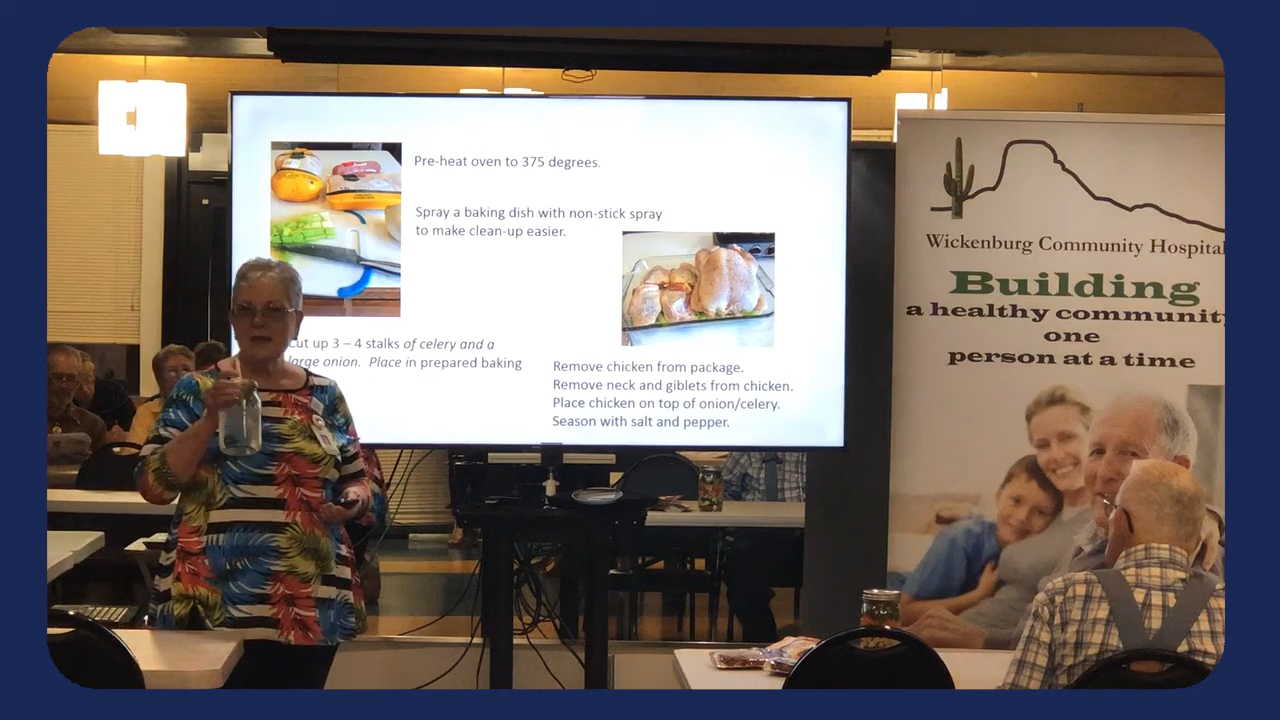 Pre-heat oven to 375 degrees.
Spray a baking dish with non-stick spray
to make clean-up easier.
Cut up 3 – 4 stalks of celery and a
large onion. Place in prepared baking
Remove chicken from package.
Remove neck and giblets from chicken.
Place chicken on top of onion/celery.
Season with salt and pepper.
Wickenburg Community Hospital
Building
a healthy community
one
person at a time